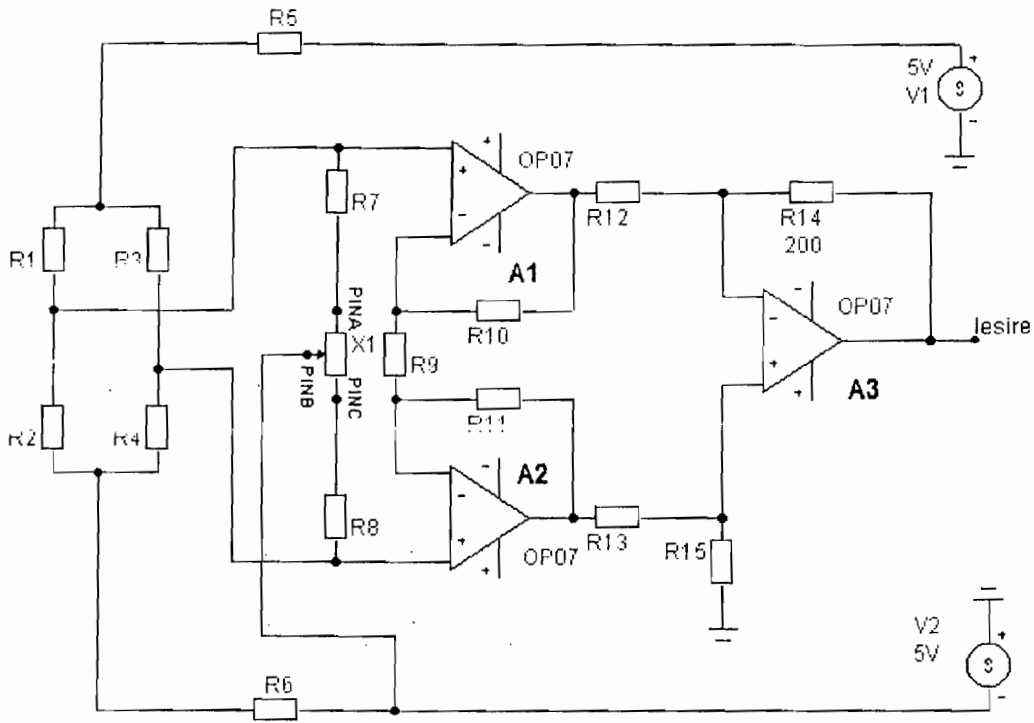 R5
5V
V1
+
-
OP07
R7
R12
R14
200
R1
R3
A1
PINA
X1
R10
OP07
Iesire
R9
PINB
PINC
A3
R2
R4
R11
A2
R8
R13
R15
OP07
V2
5V
+
-
R6